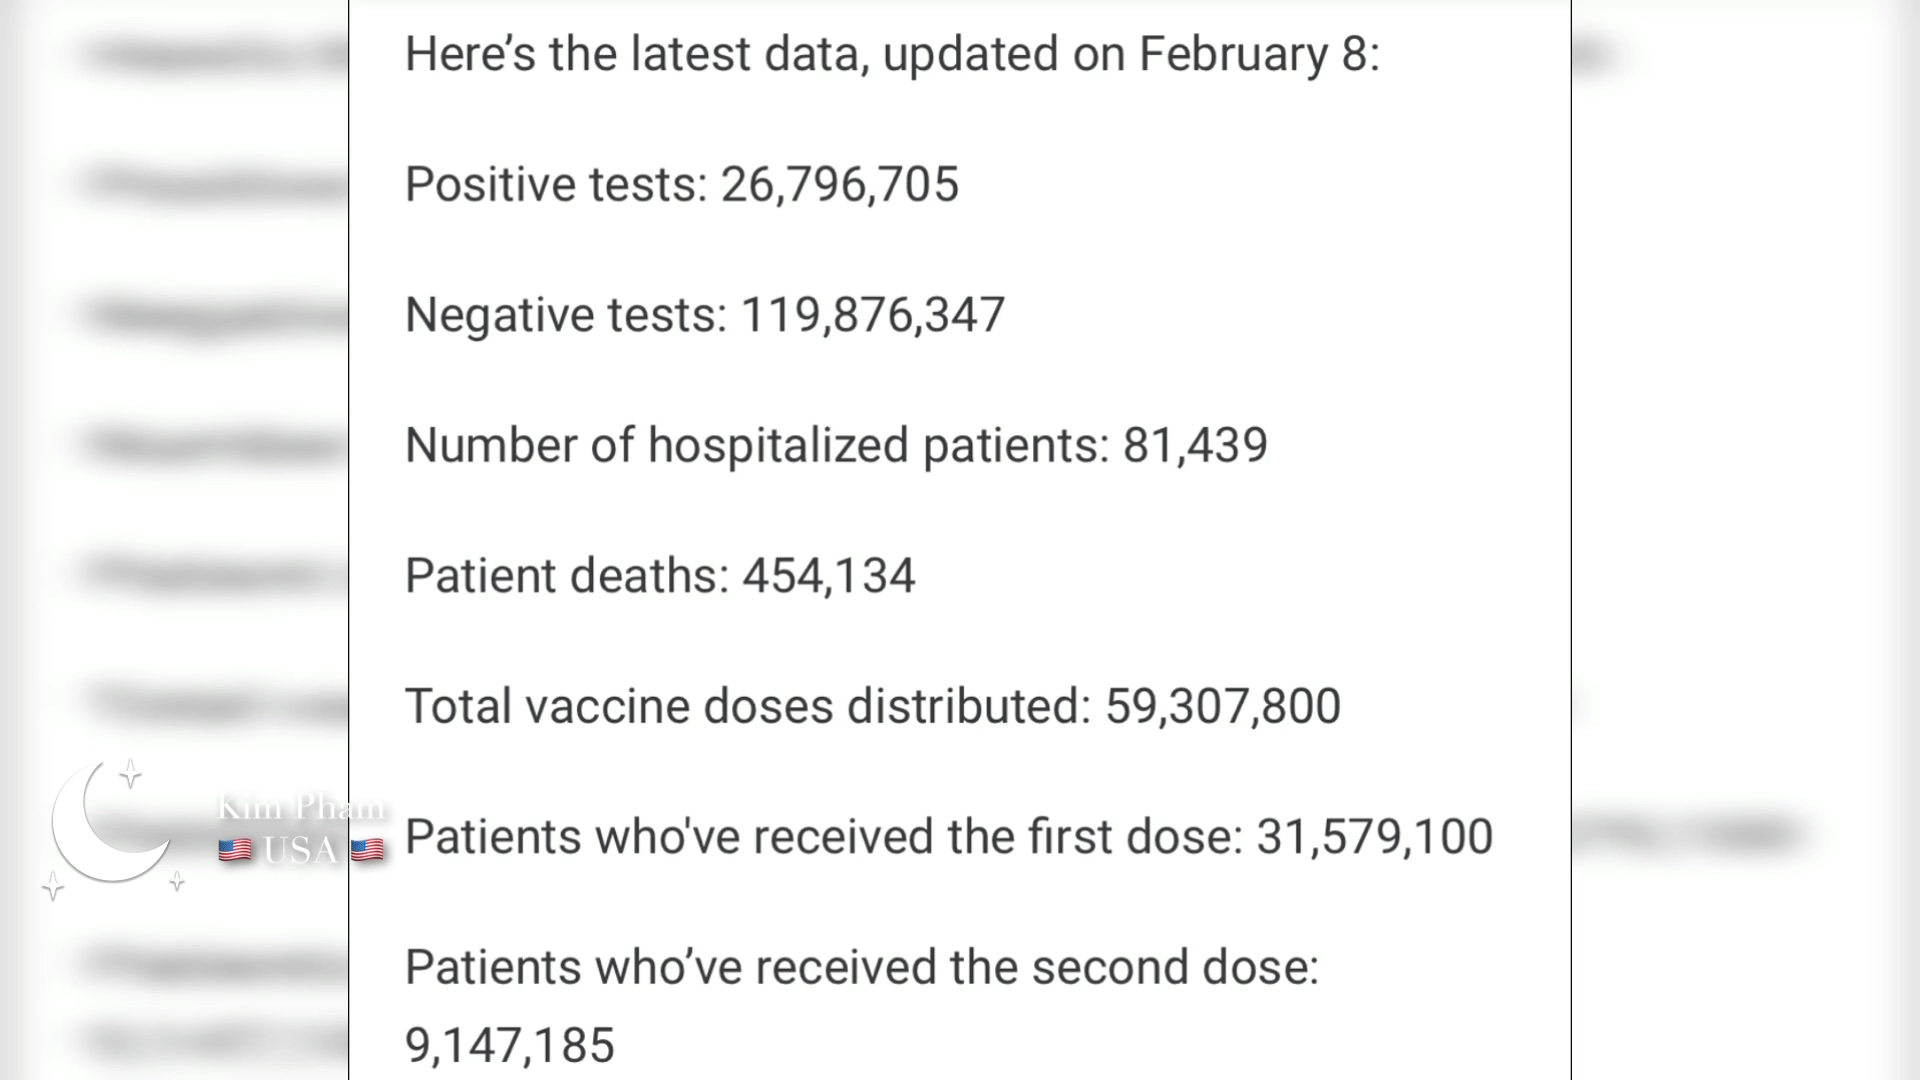 Here’s the latest data, updated on February 8:
Positive tests: 26,796,705
Negative tests: 119,876,347
Number of hospitalized patients: 81,439
Patient deaths: 454,134
Total vaccine doses distributed: 59,307,800
Kim Pham
🇺🇸 USA 🇺🇸
Patients who've received the first dose: 31,579,100
Patients who’ve received the second dose:
9,147,185